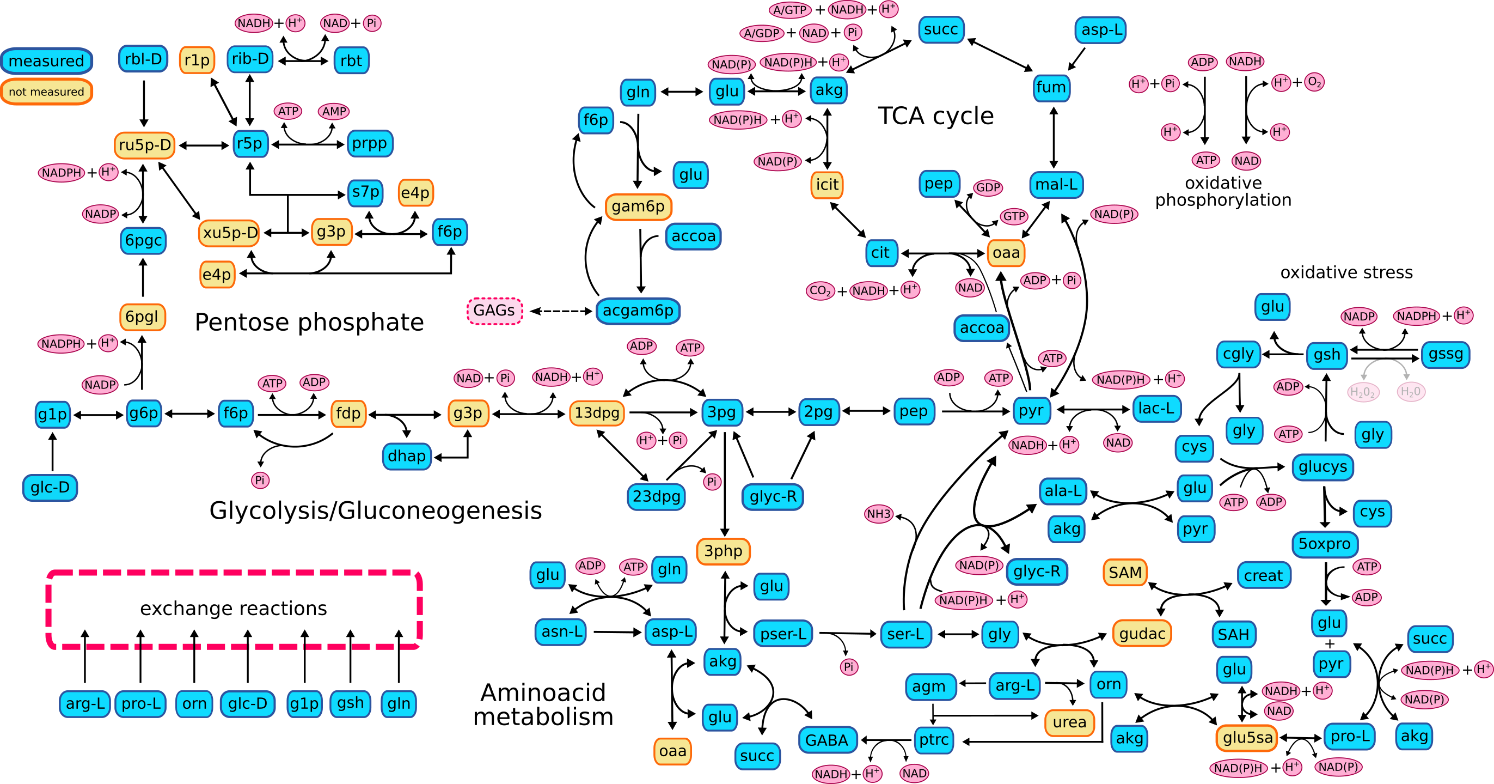 measured
not measured
rbl-D
r1p
rib-D
rbt
NADH + H⁺
NAD + Pi
ATP
AMP
ru5p-D
r5p
prpp
NADPH + H⁺
NADP
s7p
e4p
xu5p-D
g3p
f6p
6pgc
e4p
6pgl
Pentose phosphate
NADPH + H⁺
NADP
g1p
g6p
f6p
fdp
g3p
13dpg
3pg
2pg
pep
pyr
lac-L
ATP
ADP
NAD + Pi
NADH + H⁺
ADP
ATP
H⁺ + Pi
Pi
dhap
glc-D
23dpg
Pi
glyc-R
Glycolysis/Gluconeogenesis
ADP
ATP
NADH + H⁺
NAD
NAD(P)H + H⁺
ATP
exchange reactions
arg-L
pro-L
orn
glc-D
g1p
gsh
gln
f6p
gln
glu
akg
glu
gam6p
accoa
GAGs
acgam6p
A/GTP + NADH + H⁺
A/GDP + NAD + Pi
NAD(P)
NAD(P)H + H⁺
succ
asp-L
fum
TCA cycle
NAD(P)H + H⁺
NAD(P)
icit
pep
GDP
GTP
mal-L
NAD(P)
cit
oaa
CO₂ + NADH + H⁺
NAD
ADP + Pi
accoa
ADP
NADH
H⁺ + Pi
H⁺ + O₂
H⁺
H⁺
ATP
NAD
oxidative
phosphorylation
oxidative stress
glu
NADP
NADPH + H⁺
cgly
gsh
gssg
H₂0₂
H₂0
ADP
ATP
cys
gly
gly
glucys
ATP
ADP
cys
5oxpro
ATP
ADP
glu
+
pyr
ala-L
glu
akg
pyr
NH3
NAD(P)
glyc-R
NAD(P)H + H⁺
SAM
creat
gudac
SAH
3php
glu
glu
ADP
ATP
gln
asn-L
asp-L
pser-L
Pi
ser-L
gly
akg
Aminoacid
metabolism
glu
oaa
succ
GABA
NADH + H⁺
NAD
ptrc
agm
arg-L
orn
urea
akg
glu
NADH + H⁺
NAD
glu5sa
NAD(P)H + H⁺
NAD(P)
pro-L
akg
succ
NAD(P)H + H⁺
NAD(P)